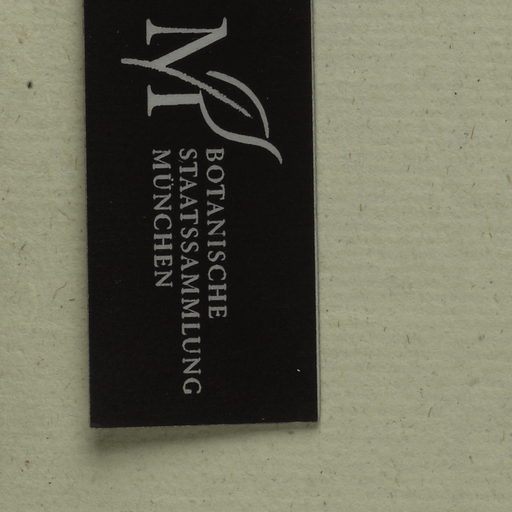 M
BOTANISCHE
STAATSSAMMLUNG
MÜNCHEN